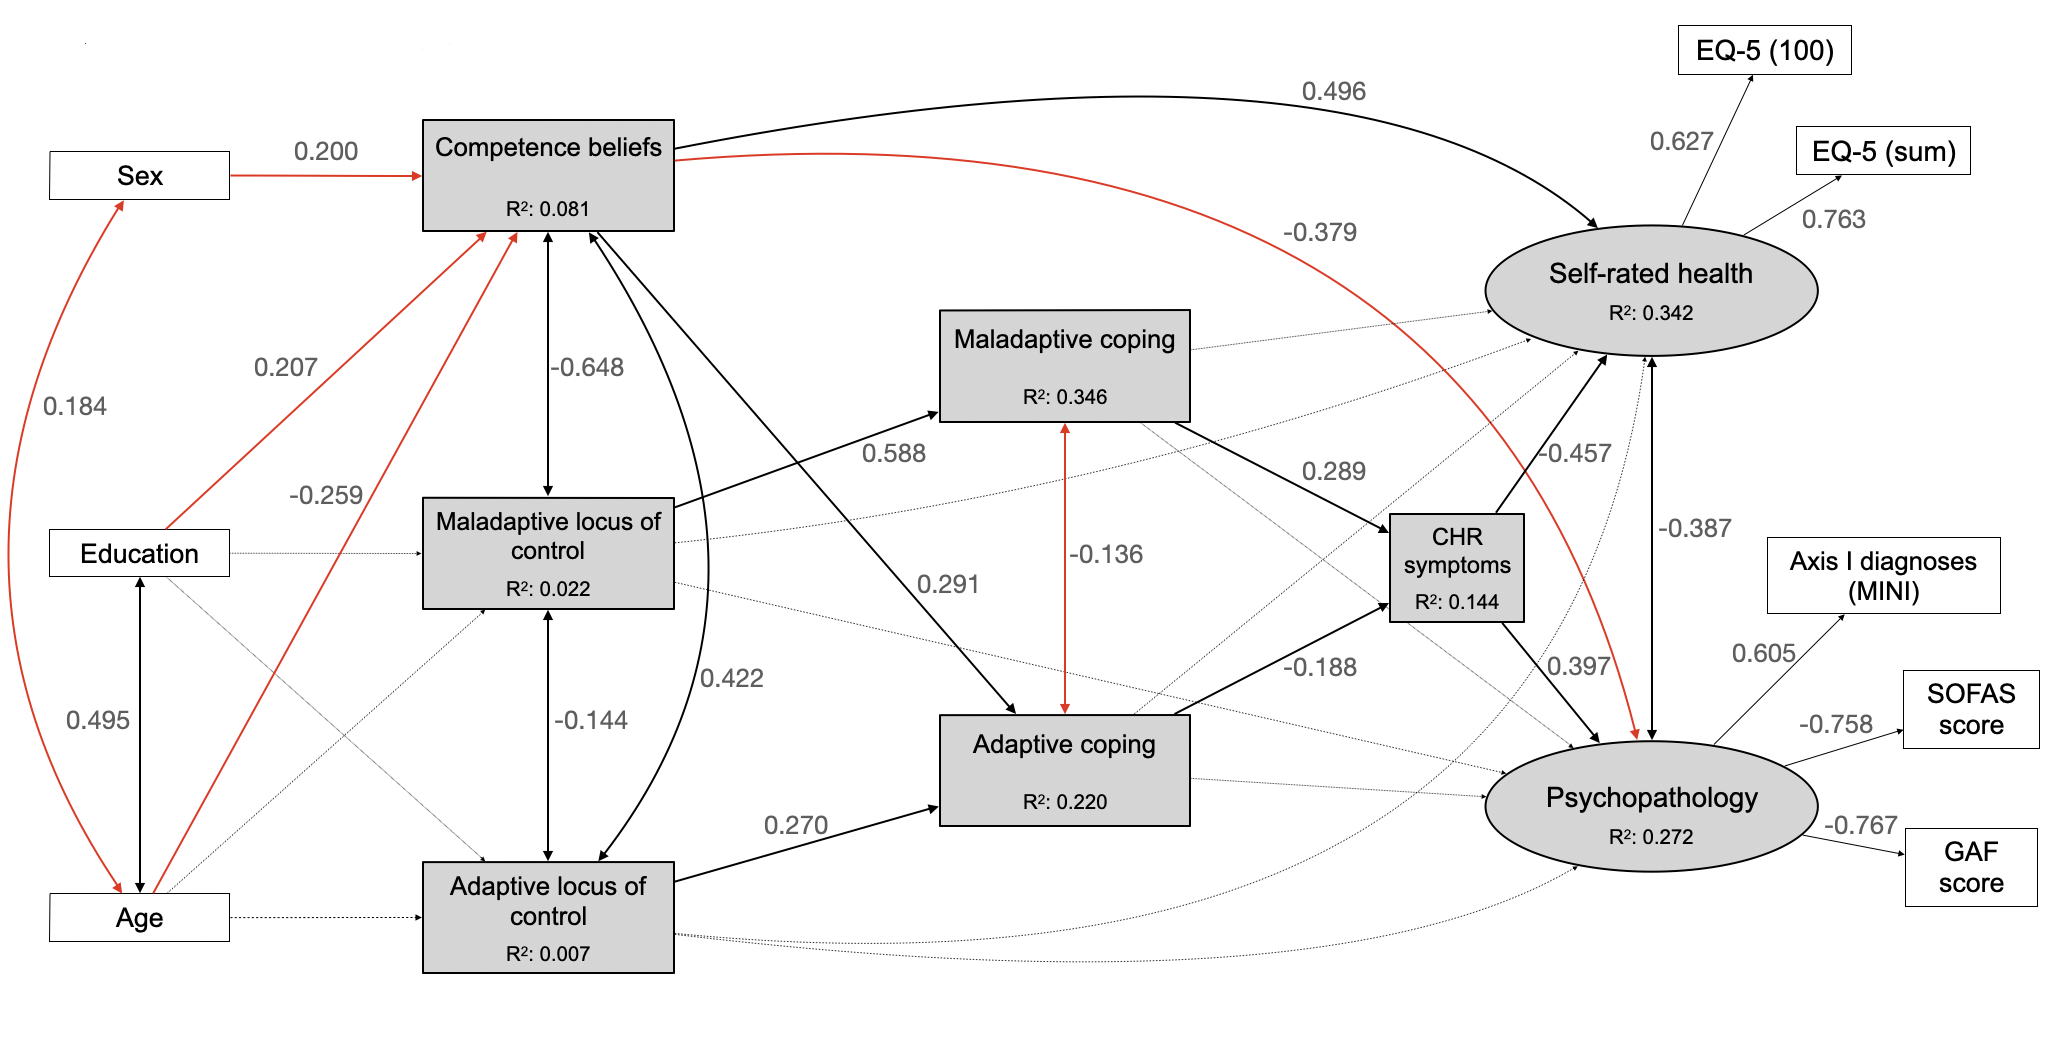 EQ-5 (100)
0.496
0.627
EQ-5 (sum)
0.763
Competence beliefs
R²: 0.081
0.200
Sex
-0.379
Self-rated health
R²: 0.342
0.207
-0.648
Maladaptive coping
R²: 0.346
0.184
-0.259
0.588
0.289
-0.457
-0.387
Education
Maladaptive locus of
control
R²: 0.022
0.291
-0.136
CHR
symptoms
R²: 0.144
Axis I diagnoses
(MINI)
0.605
0.495
-0.144
0.422
-0.188
0.397
SOFAS
score
-0.758
Adaptive coping
R²: 0.220
0.270
Psychopathology
R²: 0.272
-0.767
GAF
score
Age
Adaptive locus of
control
R²: 0.007